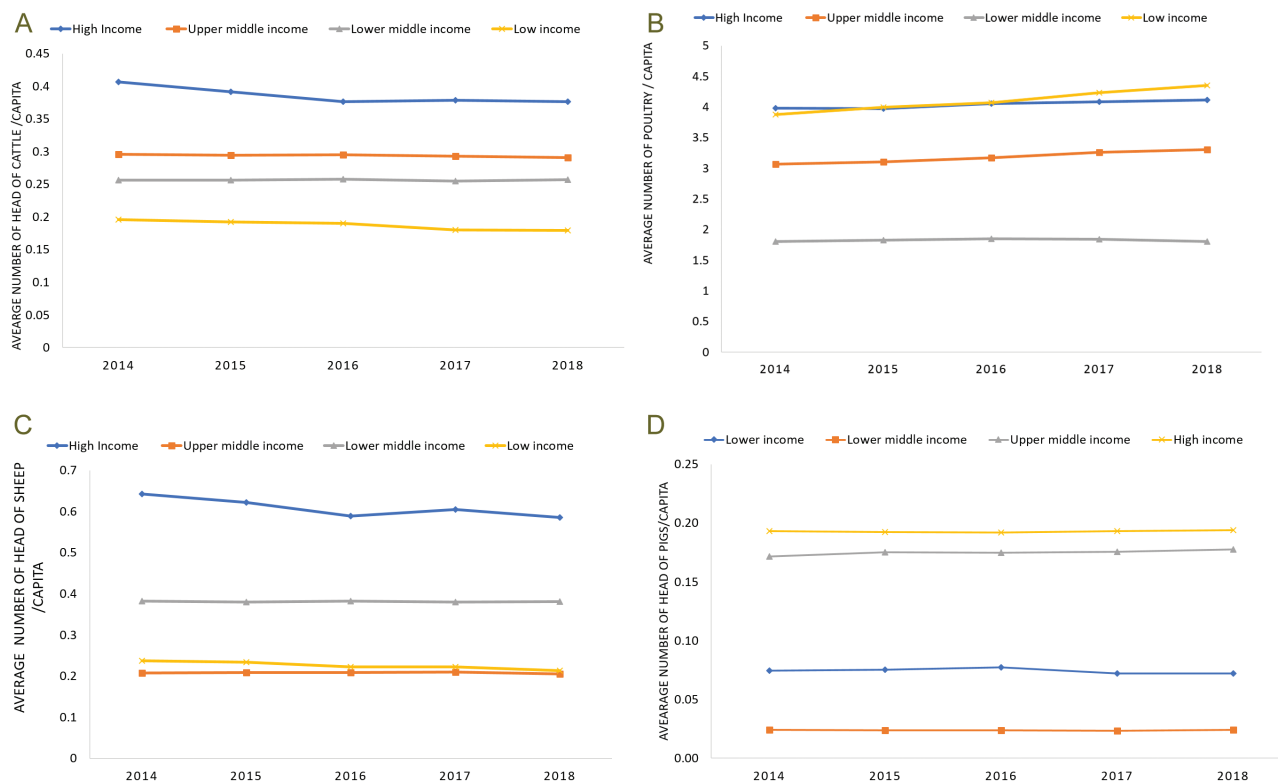 A
High Income Upper middle income Lower middle income Low income
AVEARGE NUMBER OF HEAD OF CATTLE /CAPITA
0.45
0.4
0.35
0.3
0.25
0.2
0.15
0.1
0.05
0
2014 2015 2016 2017 2018
B
High Income Upper middle income Lower middle income Low income
AVERAGE NUMBER OF POULTRY / CAPITA
5
4.5
4
3.5
3
2.5
2
1.5
1
0.5
0
2014 2015 2016 2017 2018
C
High Income Upper middle income Lower middle income Low income
AVERAGE NUMBER OF HEAD OF SHEEP
/CAPITA
0.7
0.6
0.5
0.4
0.3
0.2
0.1
0
2014 2015 2016 2017 2018
D
Lower income Lower middle income Upper middle income High income
AVEARAGE NUMBER OF HEAD OF PIGS/CAPITA
0.25
0.20
0.15
0.10
0.05
0.00
2014 2015 2016 2017 2018